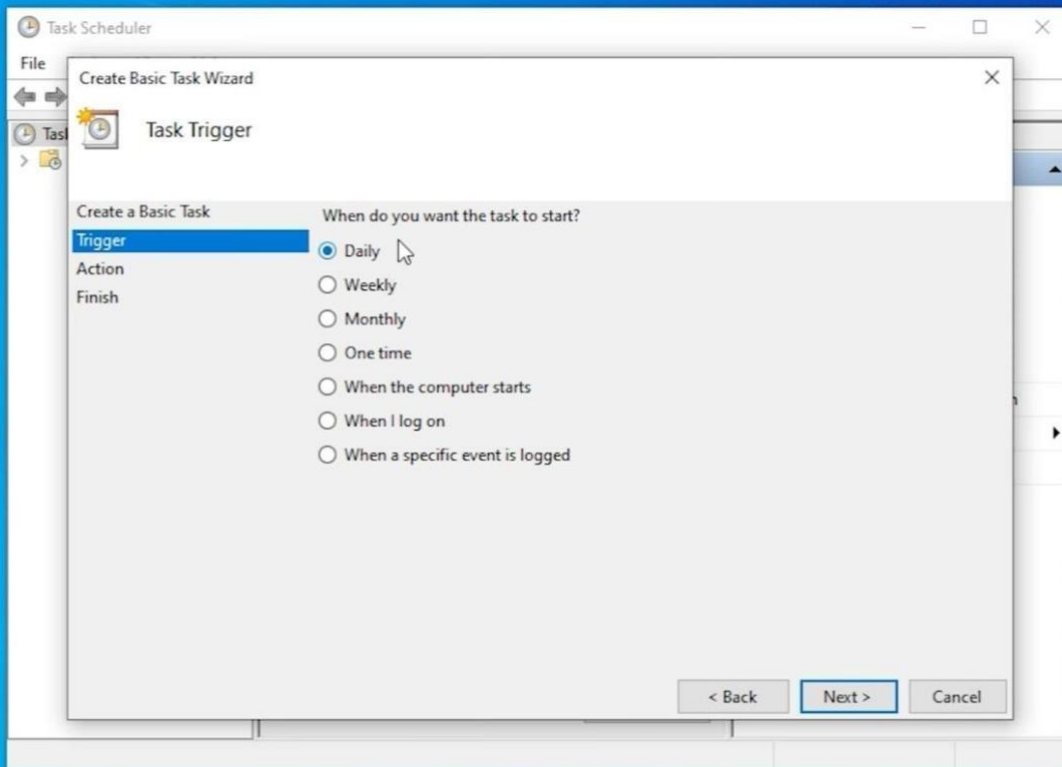 Task Scheduler
File
Create Basic Task Wizard
Task Trigger
Create a Basic Task
Trigger
Action
Finish
When do you want the task to start?
Daily
Weekly
Monthly
One time
When the computer starts
When I log on
When a specific event is logged
< Back
Next >
Cancel